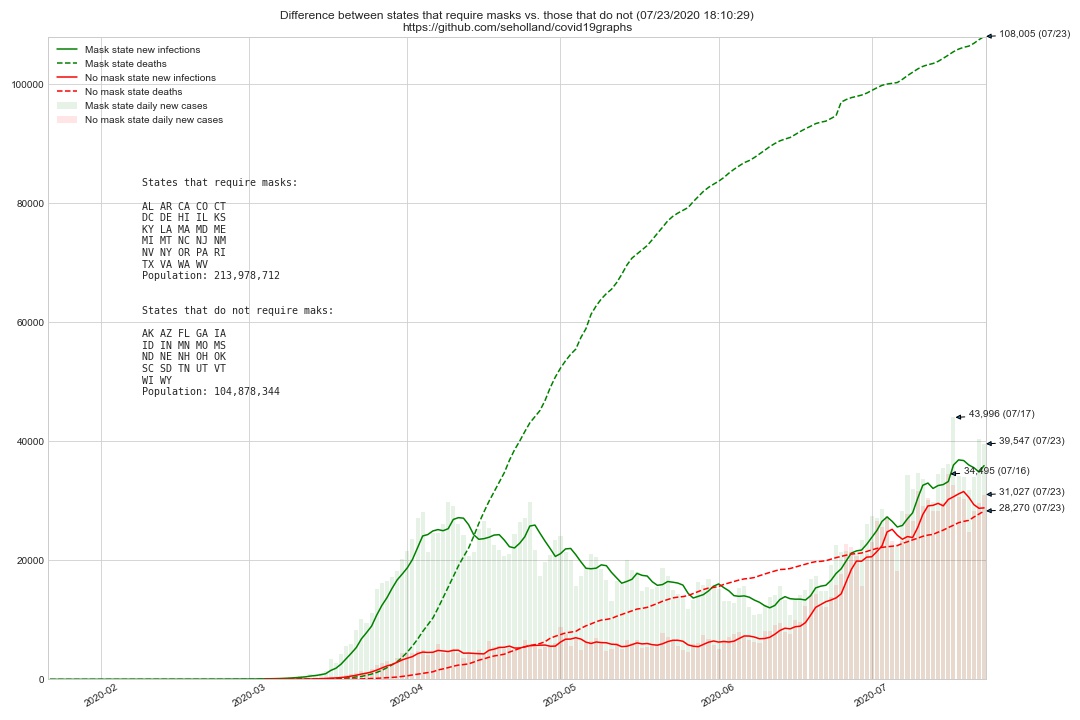 Difference between states that require masks vs. those that do not (07/23/2020 18:10:29)
https://github.com/seholland/covid19graphs
Mask state new infections
Mask state deaths
No mask state new infections
No mask state deaths
Mask state daily new cases
No mask state daily new cases
States that require masks:
AL AR CA CO CT
DC DE HI IL KS
KY LA MA MD ME
MI MT NC NJ NM
NV NY OR PA RI
TX VA WA WV
Population: 213,978,712
States that do not require maks:
AK AZ FL GA IA
ID IN MN MO MS
ND NE NH OH OK
SC SD TN UT VT
WI WY
Population: 104,878,344
108,005 (07/23)
43,996 (07/17)
39,547 (07/23)
34,495 (07/16)
31,027 (07/23)
28,270 (07/23)
100000
80000
60000
40000
20000
0
2020-02
2020-03
2020-04
2020-05
2020-06
2020-07